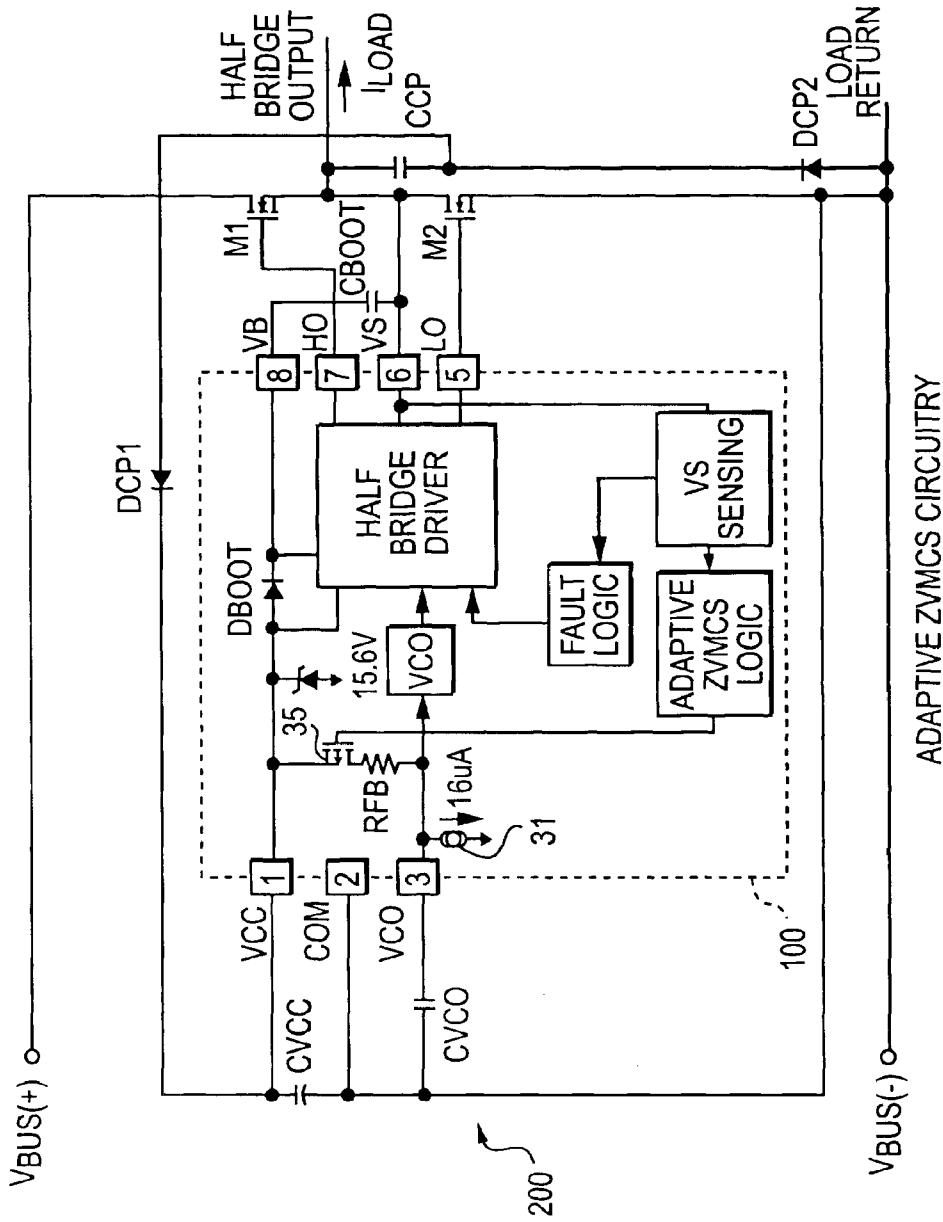 VBUS(+)
DCP1
HALF
BRIDGE
OUTPUT
ILOAD
M1
CCP
CBOOT
VB
HO
VS
LO
M2
DCP2
LOAD
RETURN
8
7
6
5
DBOOT
15.6V
35
RFB
16uA
31
VCO
HALF
BRIDGE
DRIVER
FAULT
LOGIC
VS
SENSING
ADAPTIVE
ZVMCS
LOGIC
1
2
3
VCC
COM
VCO
CVCC
CVCO
100
200
VBUS(-)
ADAPTIVE ZVMCS CIRCUITRY